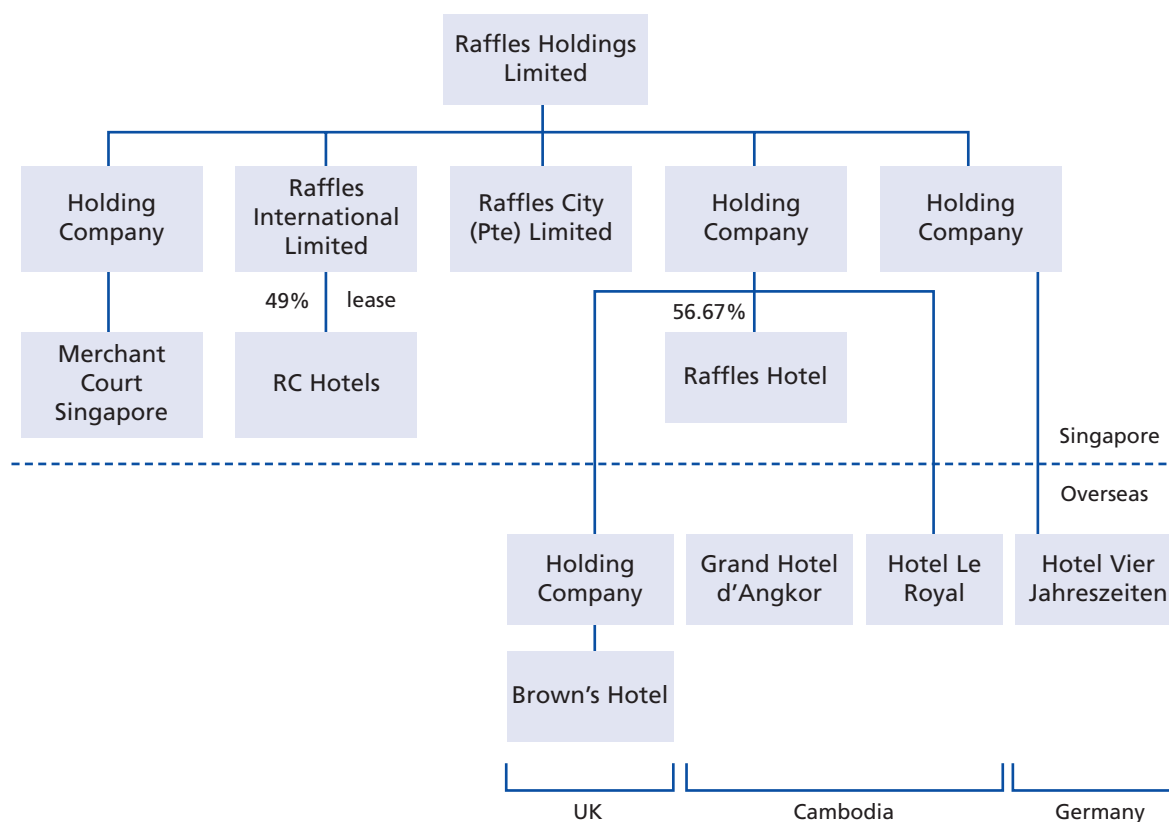 Raffles Holdings
Limited
Holding
Company
Raffles
International
Limited
Raffles City
(Pte) Limited
Holding
Company
Holding
Company
49%
lease
56.67%
Merchant
Court
Singapore
RC Hotels
Raffles Hotel
Singapore
Overseas
Holding
Company
Grand Hotel
d’Angkor
Hotel Le
Royal
Hotel Vier
Jahreszeiten
Brown’s Hotel
UK
Cambodia
Germany